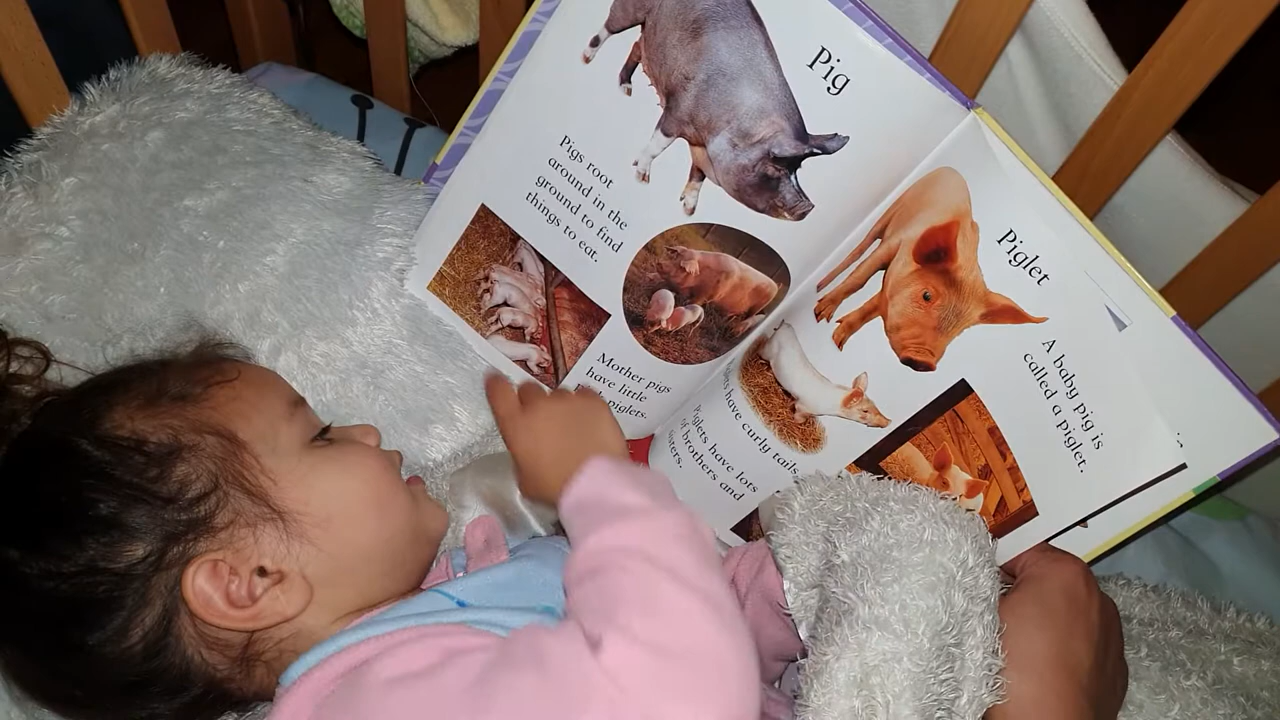 Pig
Pigs root
around in the
ground to find
things to eat.
Mother pigs
have little
piglets.
Piglet
A baby pig is
called a piglet.
have curly tails
Piglets have lots
of brothers and
sisters.